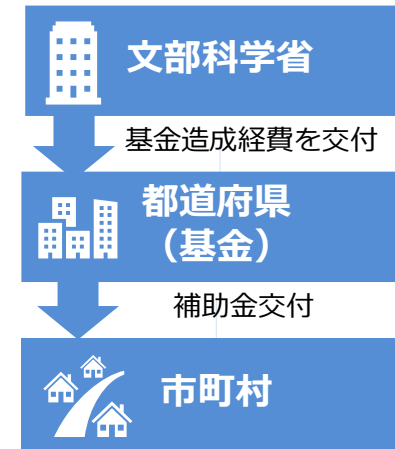 文部科学省
基金造成経費を交付
都道府県
（基金）
補助金交付
市町村